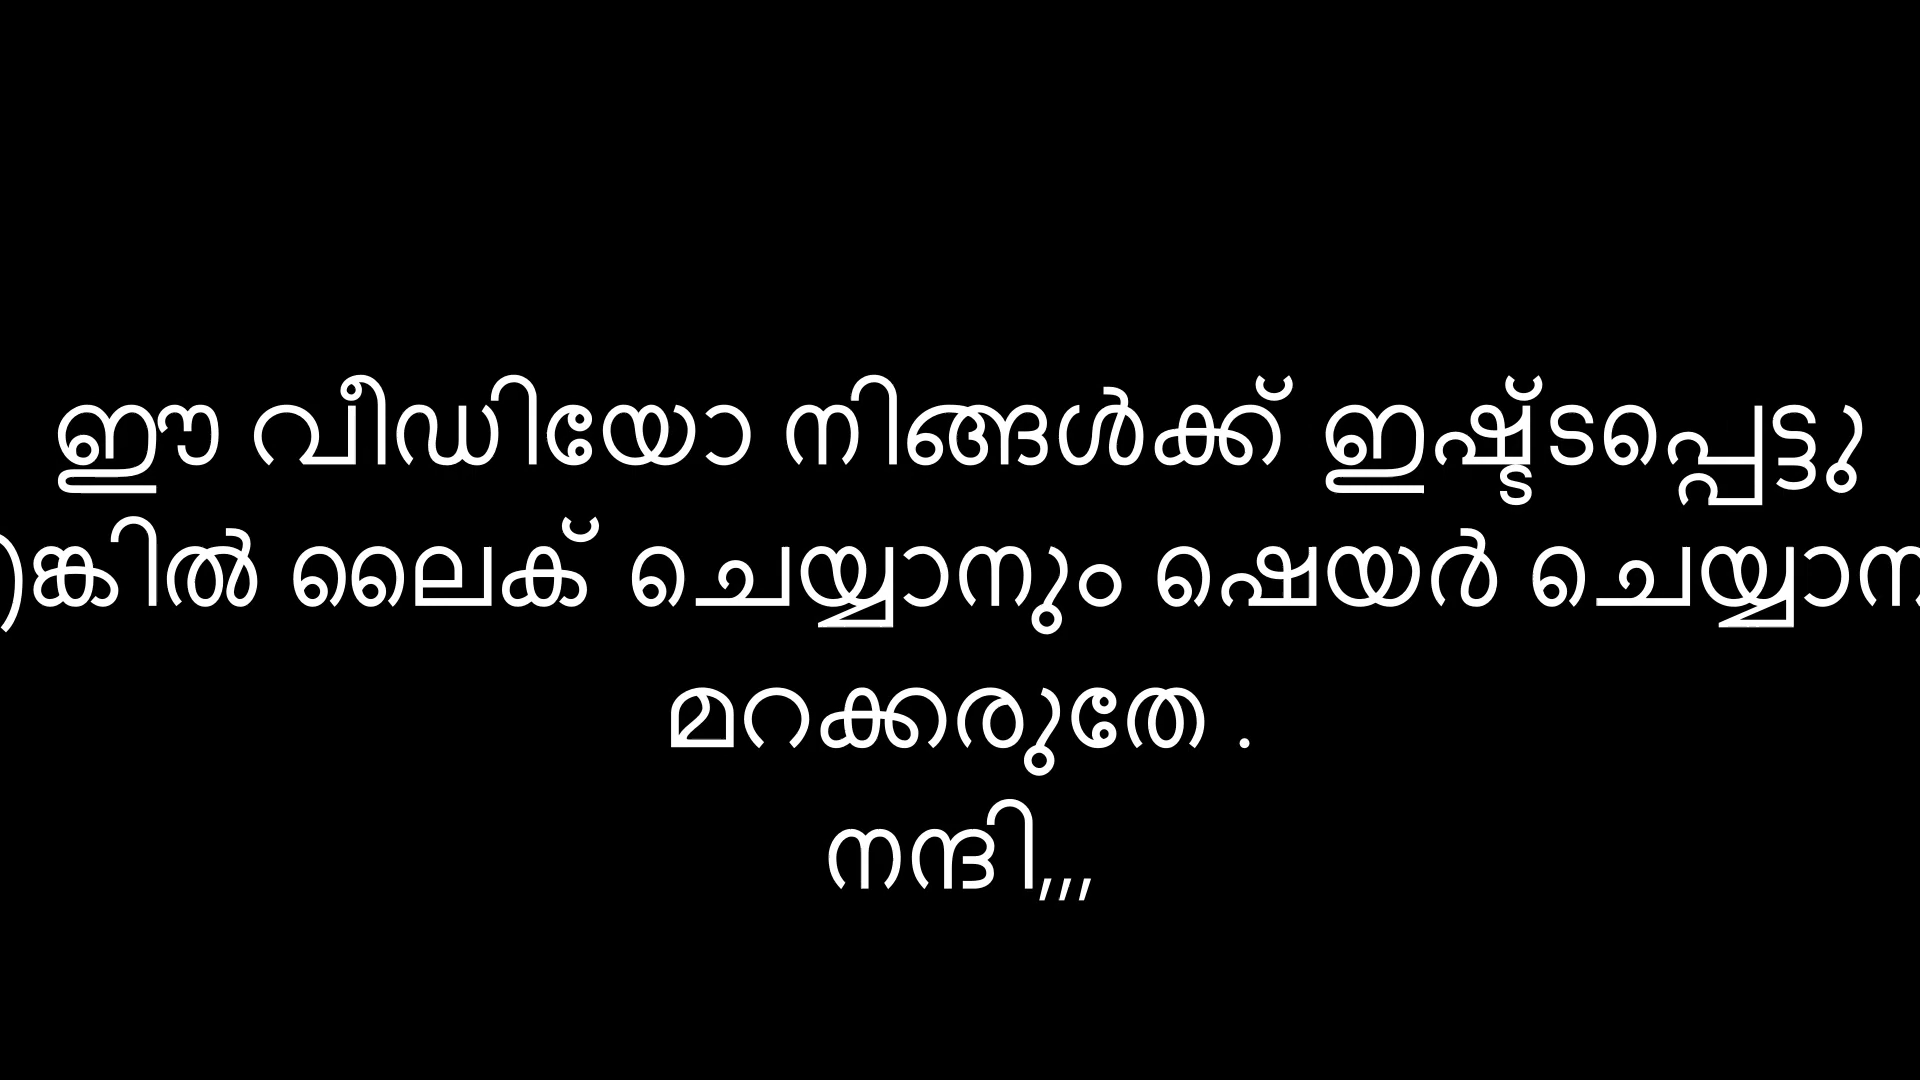 ഈ വീഡിയോ നിങ്ങൾക്ക് ഇഷ്ട്ടപ്പെട്ടു
ങ്കിൽ ലൈക് ചെയ്യാനും ഷെയർ ചെയ്യാന
മറക്കരുതേ .
നന്ദി,,,